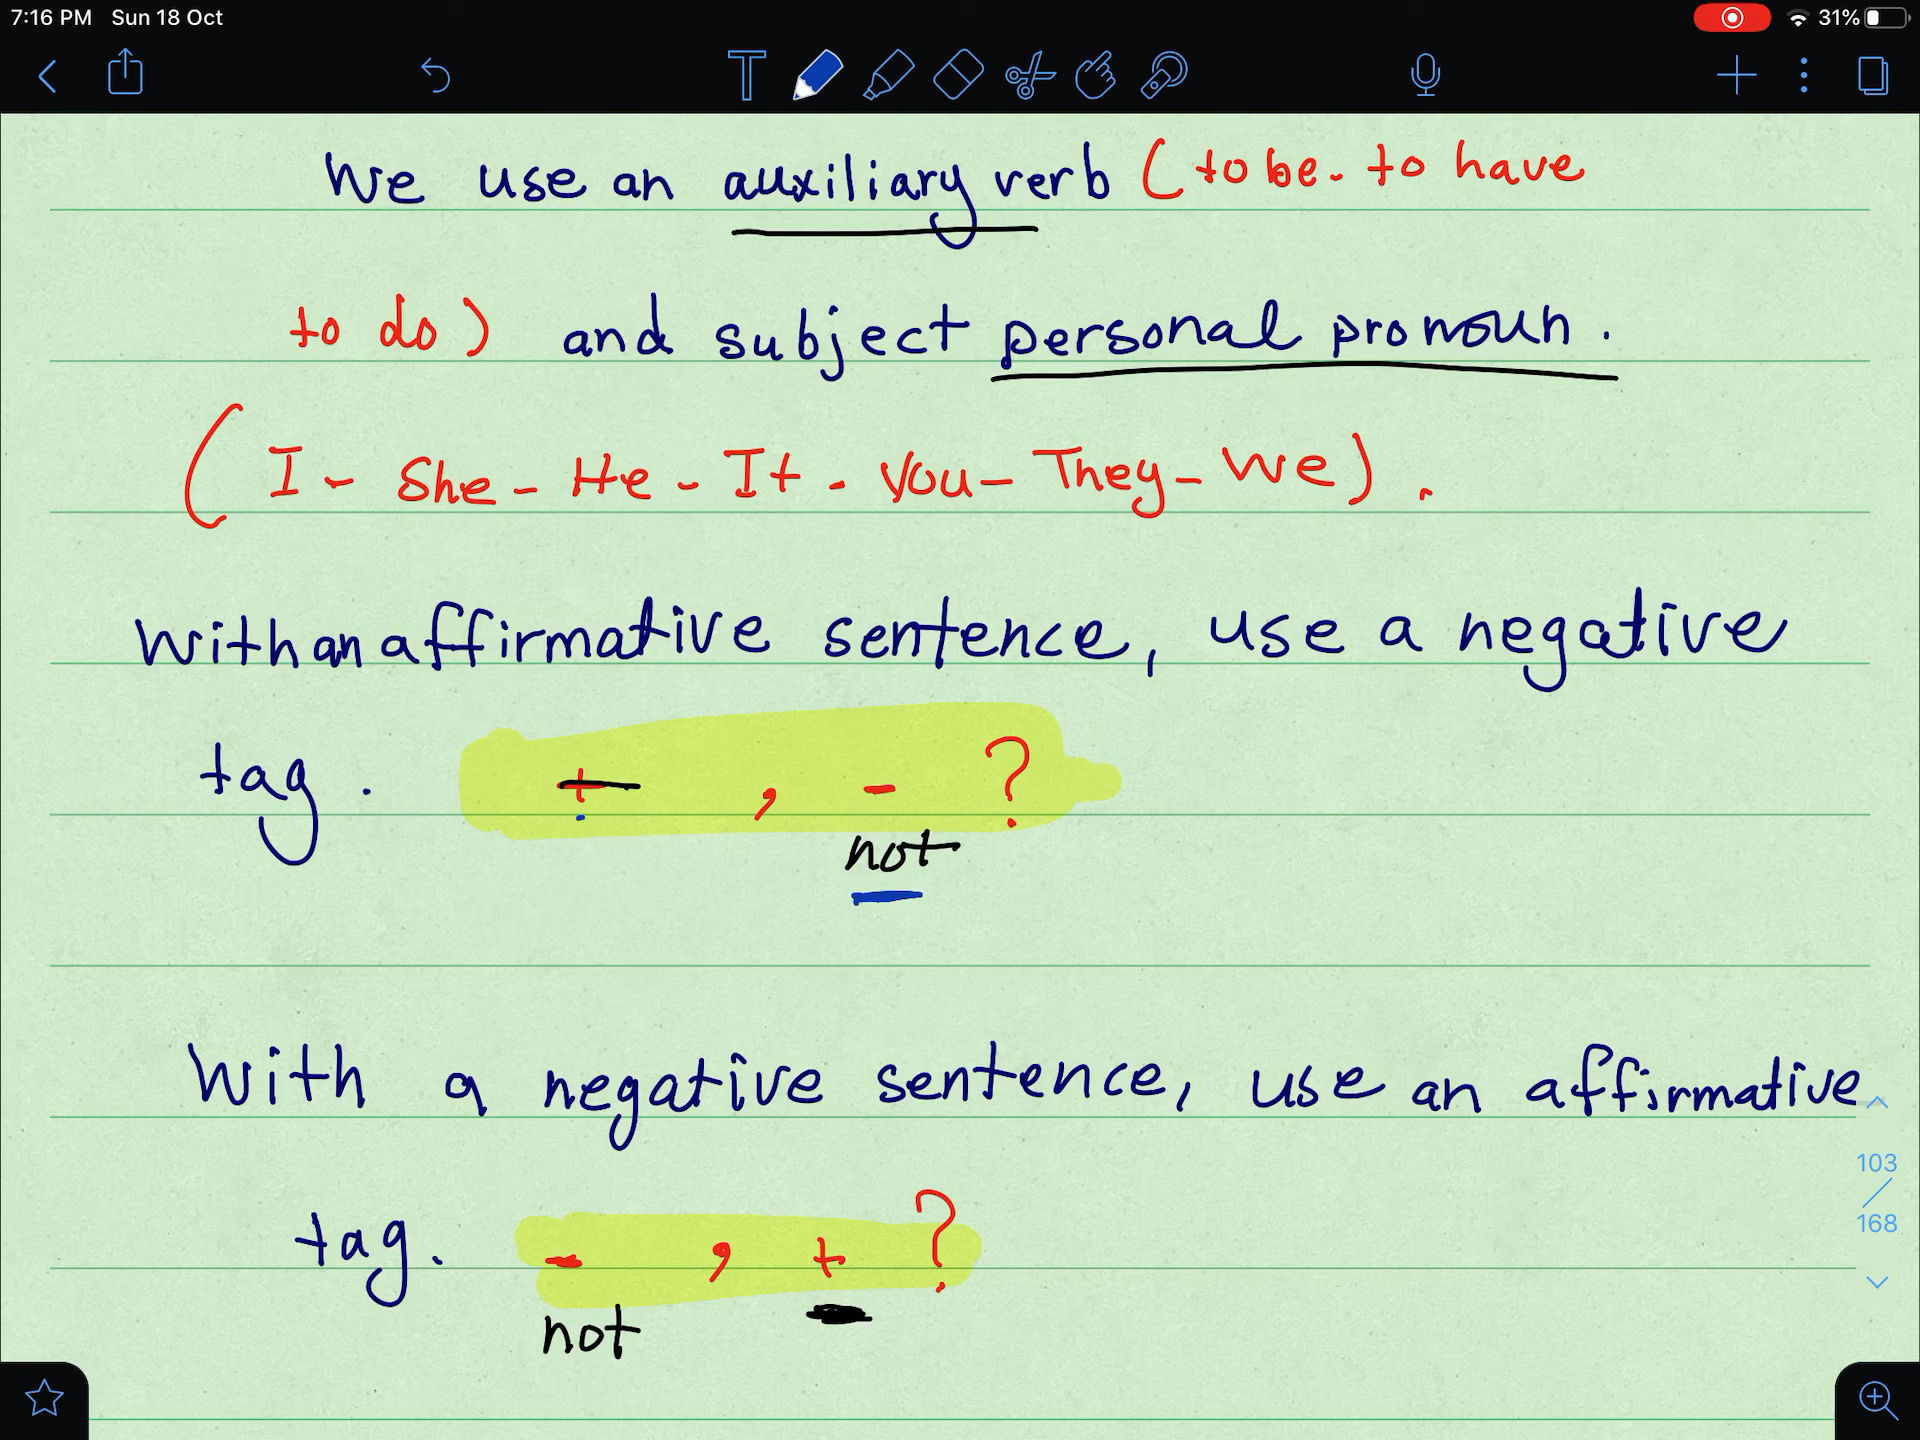 7:16 PM Sun 18 Oct 31%
T
We use an auxiliary verb (to be - to have
to do) and subject personal pronoun.
(I - She - He - It - You - They - We).
with an affirmative sentence, use a negative
tag. + , - ?
not
With a negative sentence, use an affirmative
103
/
168
tag. - , + ?
not